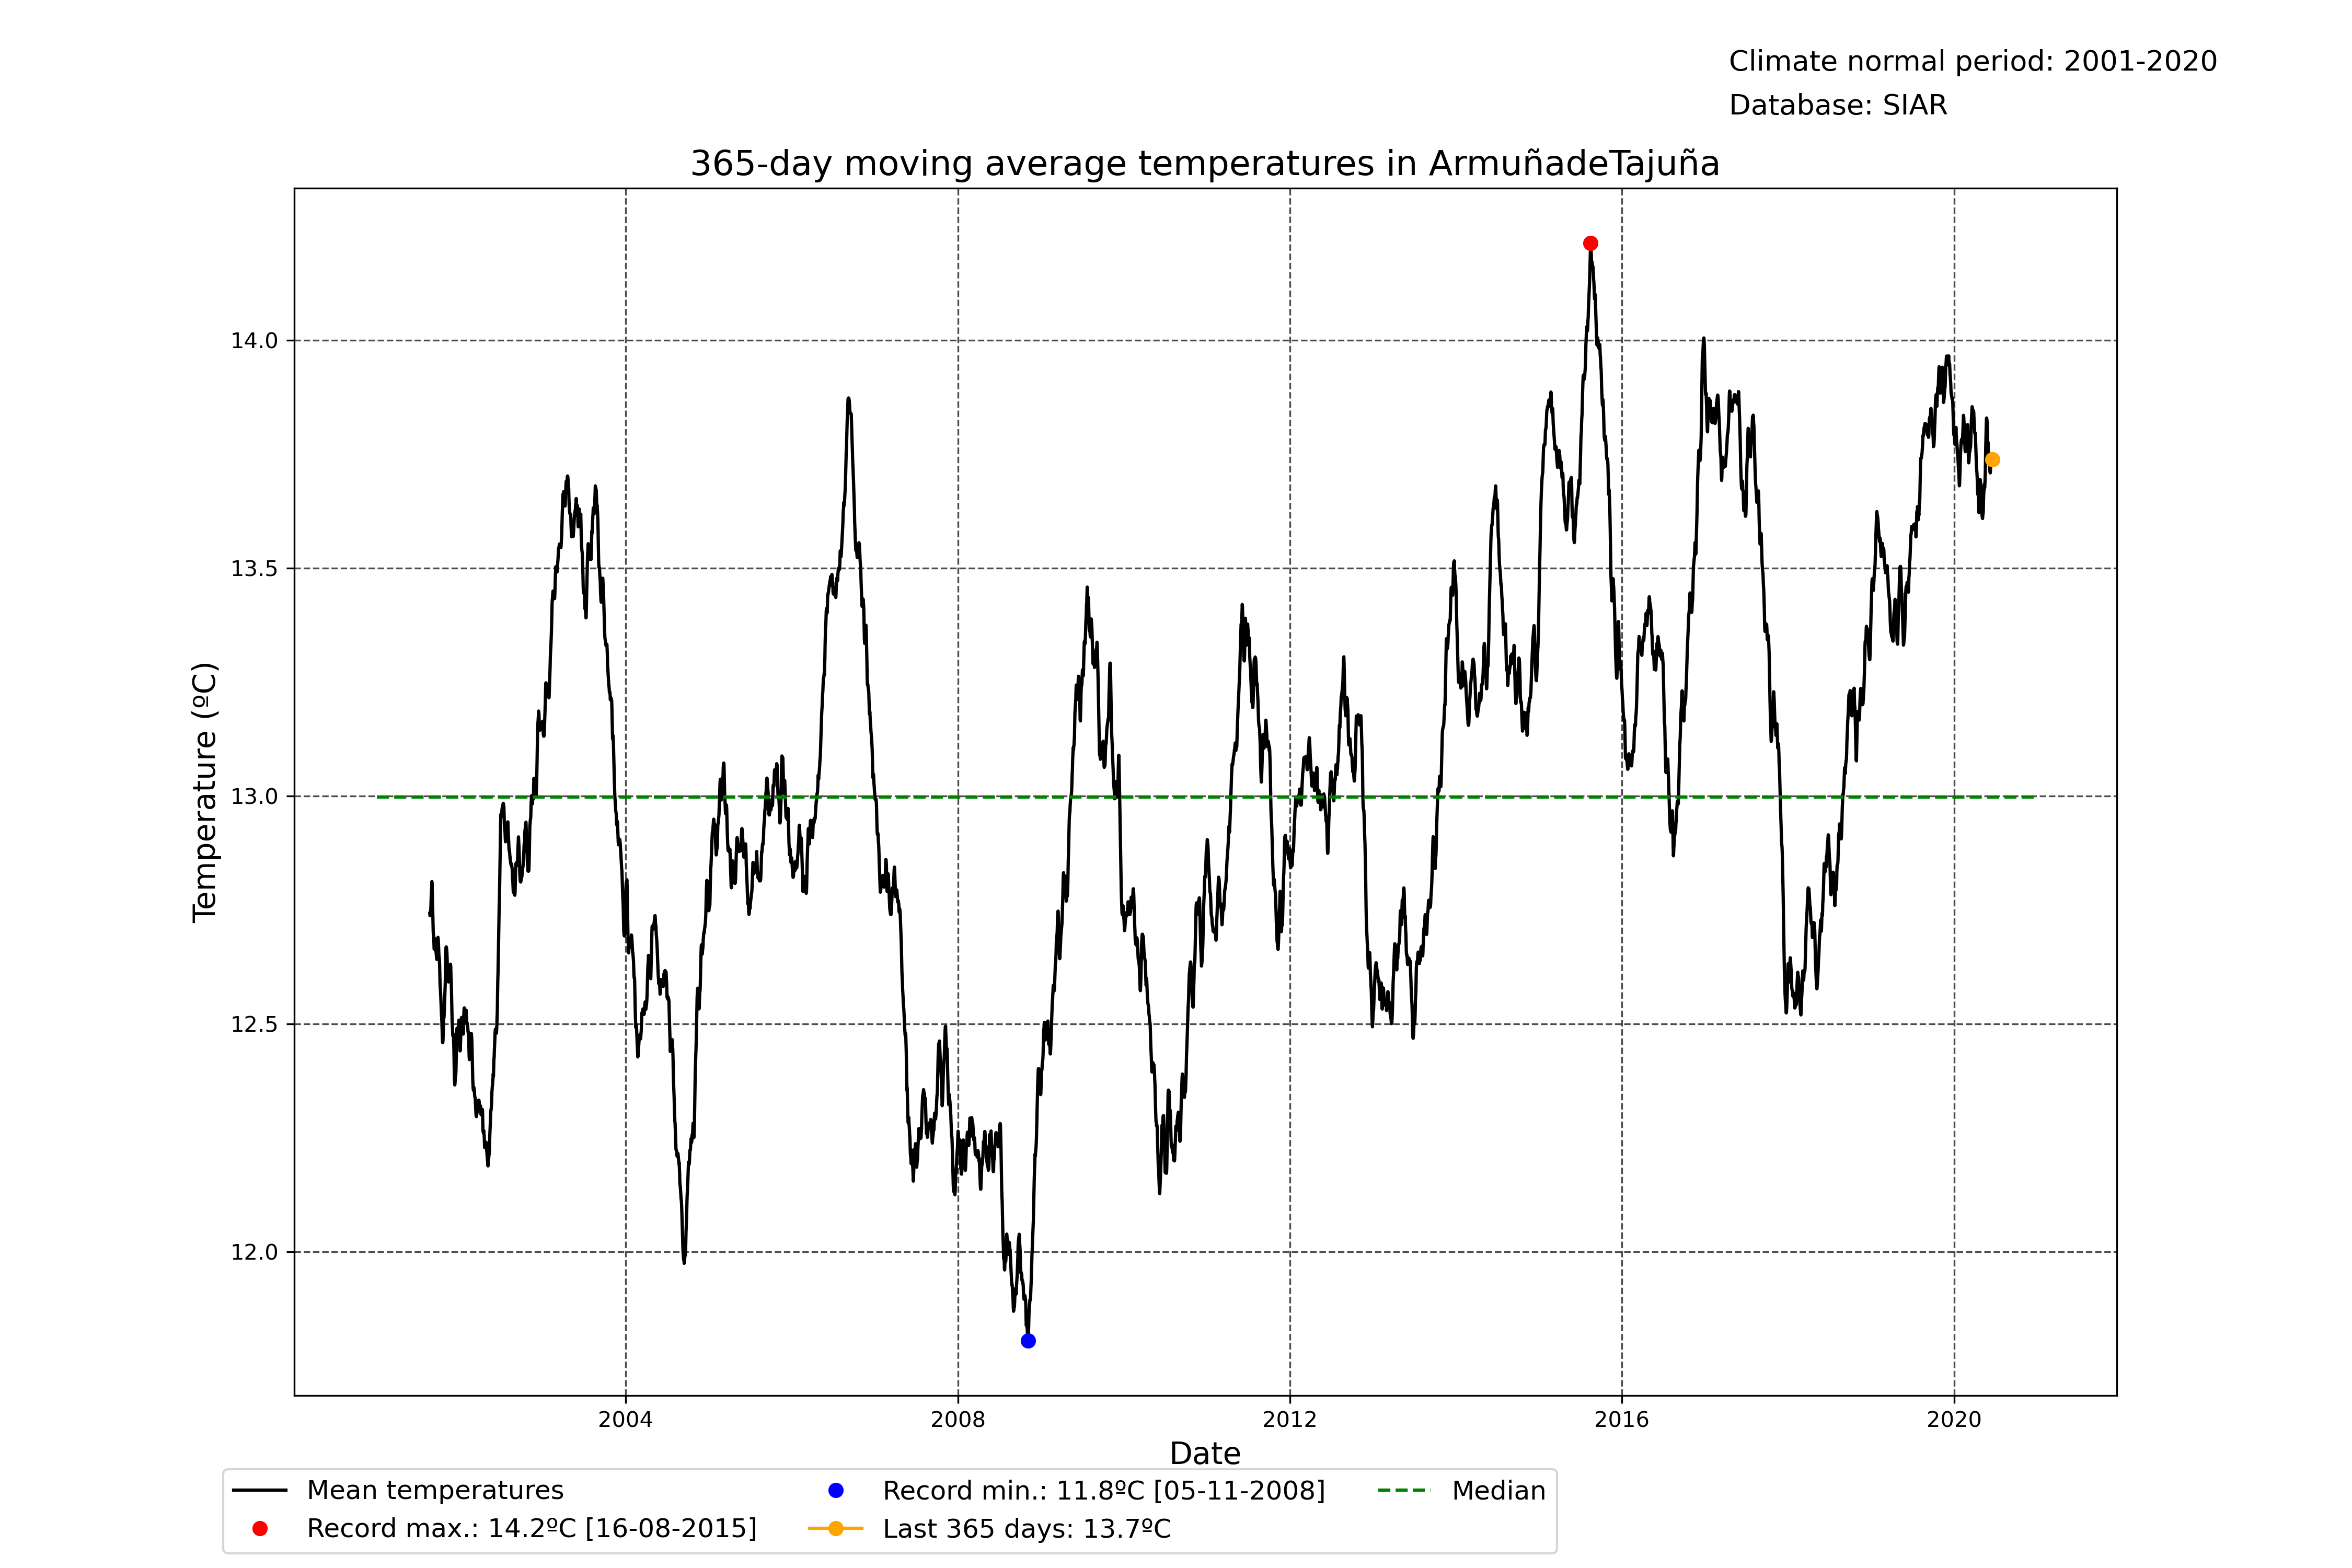 Climate normal period: 2001-2020
Database: SIAR
365-day moving average temperatures in ArmuñadeTajuña
Temperature (ºC)
14.0
13.5
13.0
12.5
12.0
2004 2008 2012 2016 2020
Date
Mean temperatures
Record max.: 14.2ºC [16-08-2015]
Record min.: 11.8ºC [05-11-2008]
Last 365 days: 13.7ºC
Median